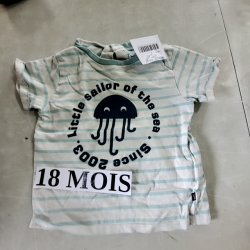 Little sailor of the sea · Since 2003.
18 MOIS